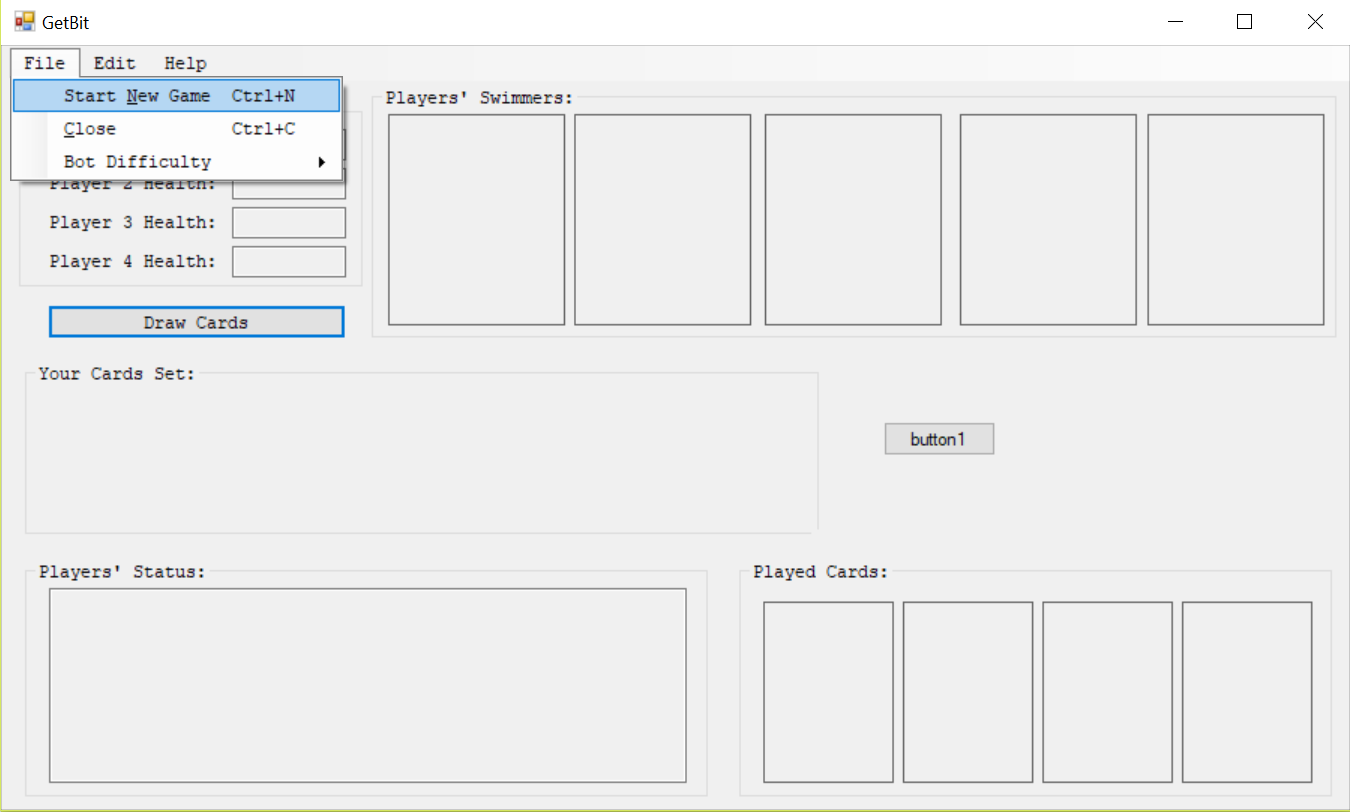 GetBit
File Edit Help
Start New Game Ctrl+N
Close Ctrl+C
Bot Difficulty
Players' Swimmers:
Player 2 Health:
Player 3 Health:
Player 4 Health:
Draw Cards
Your Cards Set:
button1
Players' Status:
Played Cards: